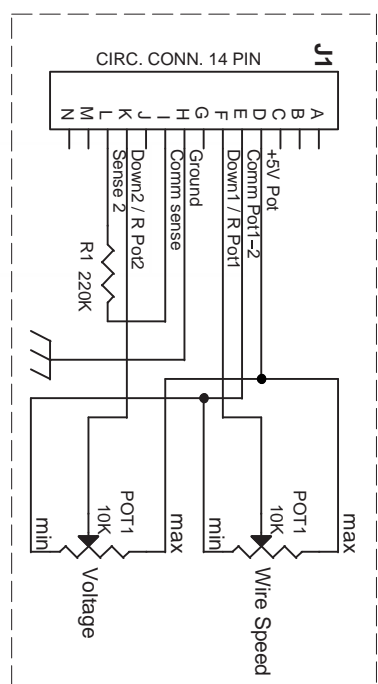 CIRC. CONN. 14 PIN
J1
N
M
L
K
J
I
H
G
F
E
D
C
B
A
Sense 2
Down2 / R Pot2
Comm sense
Ground
Down1 / R Pot1
Comm Pot1-2
+5V Pot
R1 220K
min
POT1
10K
max
Voltage
min
POT1
10K
max
Wire Speed